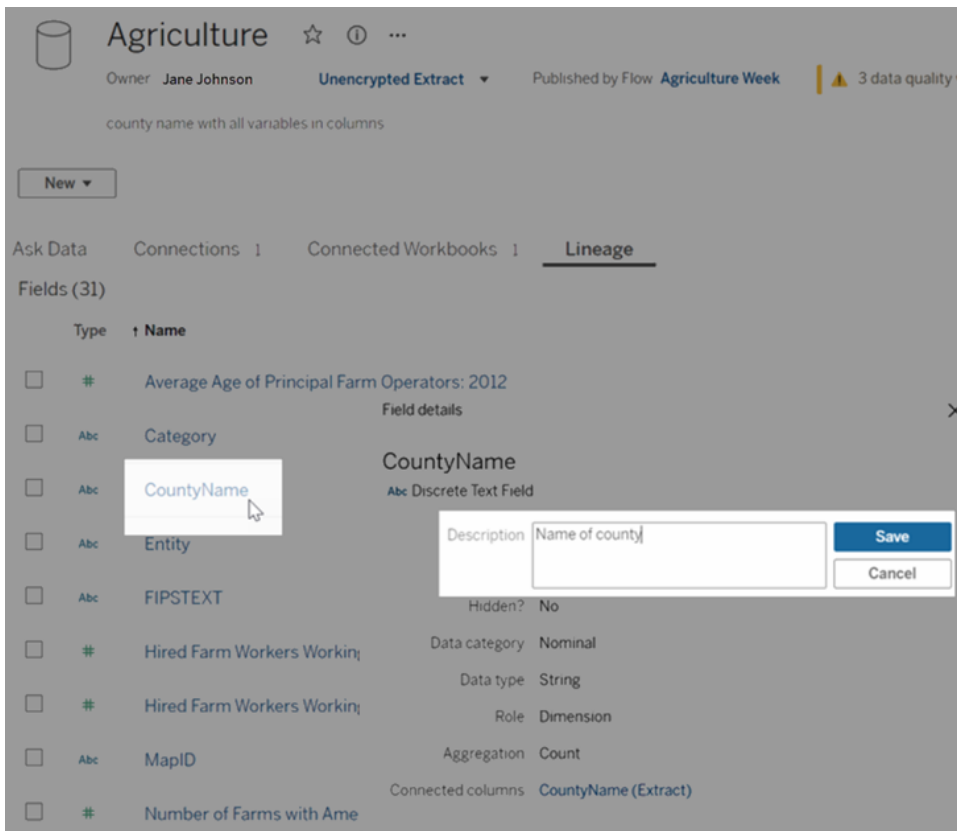 Agriculture
Owner Jane Johnson Unencrypted Extract Published by Flow Agriculture Week 3 data quality
county name with all variables in columns
New
Ask Data Connections 1 Connected Workbooks 1 Lineage
Fields (31)
Type ↑ Name
# Average Age of Principal Farm Operators: 2012
Field details
Abc Category
CountyName
Abc CountyName
Abc Discrete Text Field
Description Name of county Save
Abc Entity
Cancel
Abc FIPSTEXT
Hidden? No
Data category Nominal
# Hired Farm Workers
Data type String
# Hired Farm Workers
Role Dimension
Aggregation Count
Abc MapID
Connected columns CountyName (Extract)
# Number of Farms with